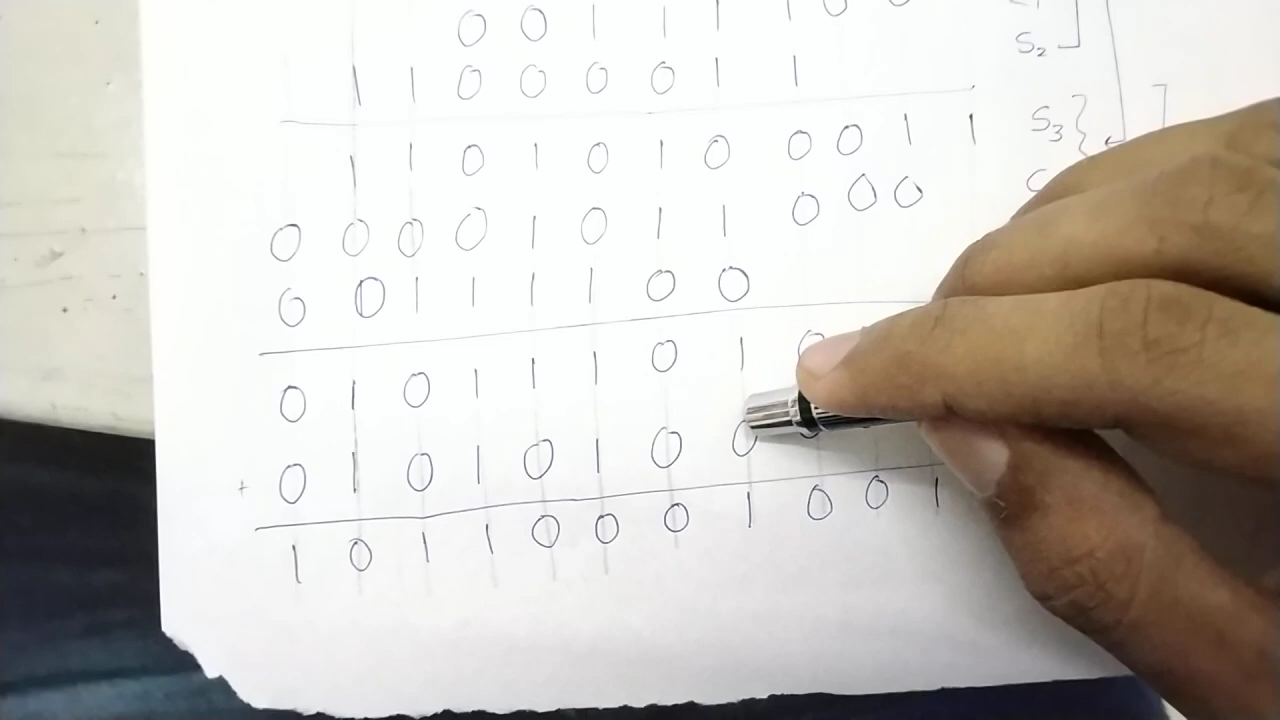 0 0 1 1 1 1
S2 ]
1 1 0 0 0 0 1 1
1 1 0 1 0 1 0 0 0 1 1 S3 } ]
0 0 0 0 1 0 1 1 0 0 0
0 0 1 1 1 1 0 0
0 1 0 1 1 1 0 1
+ 0 1 0 1 0 1 0 0
1 0 1 1 0 0 0 1 0 0 1